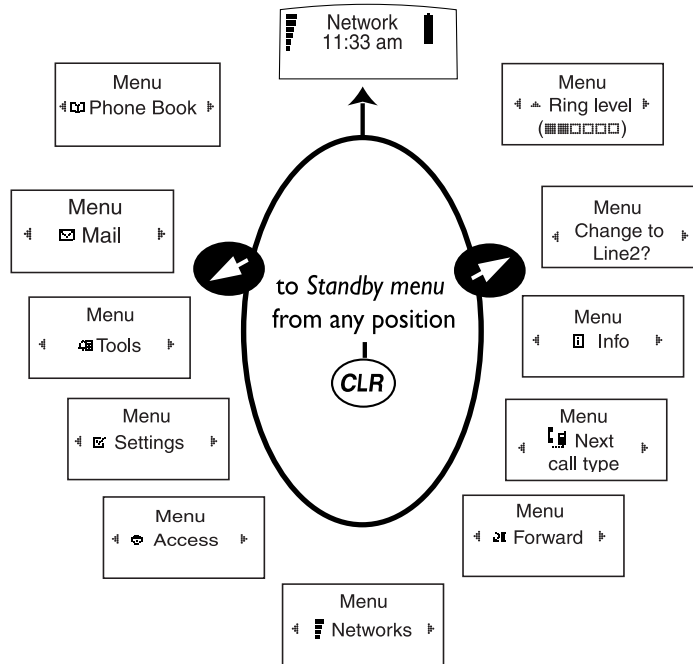 Network
11:33 am
Menu
Phone Book
Menu
Ring level
( )
Menu
Mail
Menu
Change to
Line2?
to Standby menu
from any position
CLR
Menu
Tools
Menu
Info
Menu
Settings
Menu
Next
call type
Menu
Access
Menu
Forward
Menu
Networks